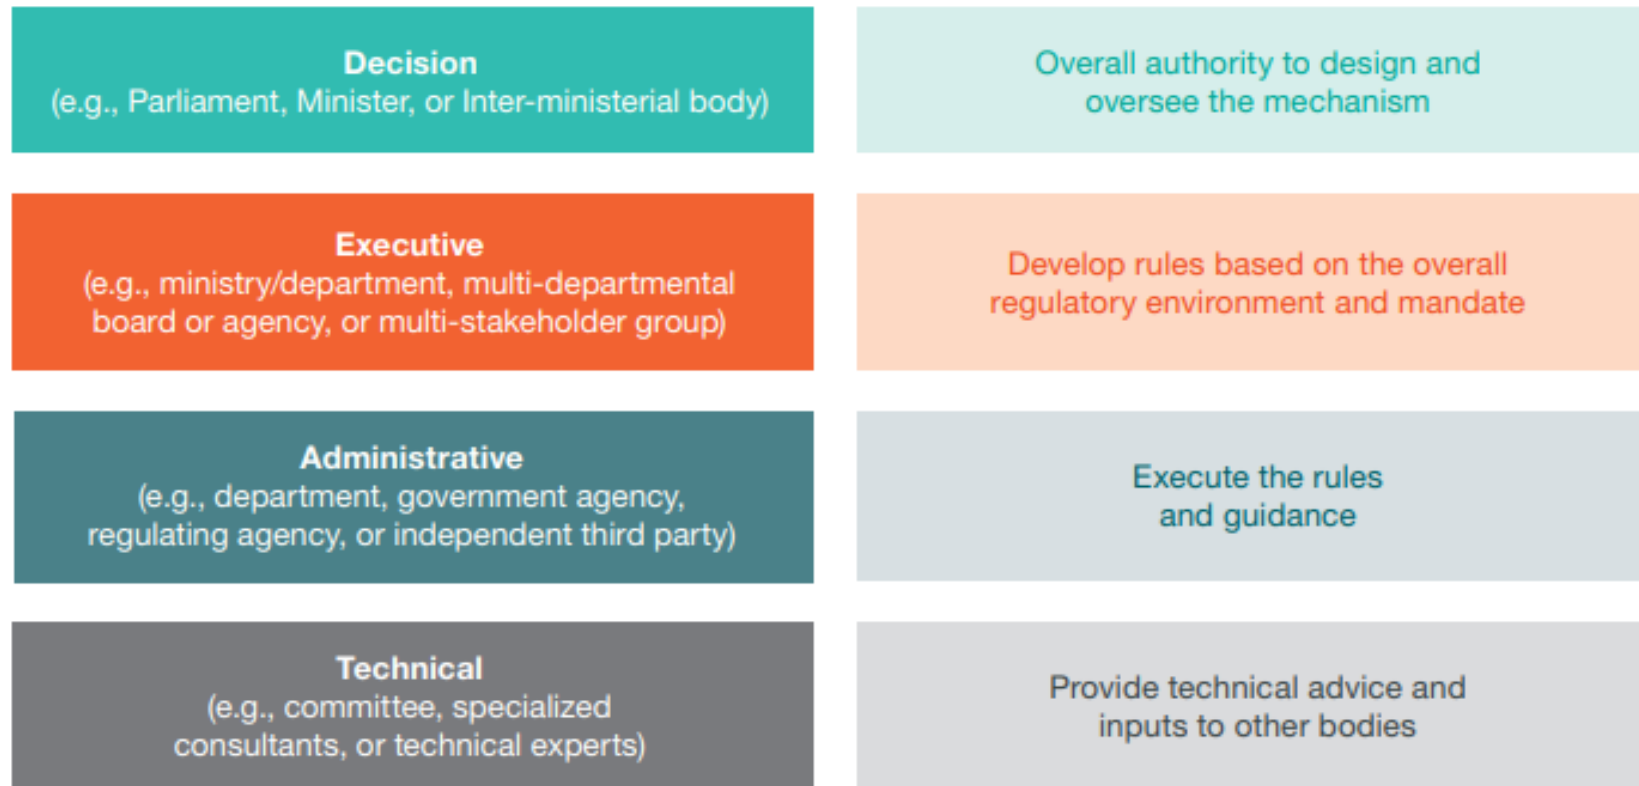 Decision
(e.g., Parliament, Minister, or Inter-ministerial body)
Overall authority to design and
oversee the mechanism
Executive
(e.g., ministry/department, multi-departmental
board or agency, or multi-stakeholder group)
Develop rules based on the overall
regulatory environment and mandate
Administrative
(e.g., department, government agency,
regulating agency, or independent third party)
Execute the rules
and guidance
Technical
(e.g., committee, specialized
consultants, or technical experts)
Provide technical advice and
inputs to other bodies